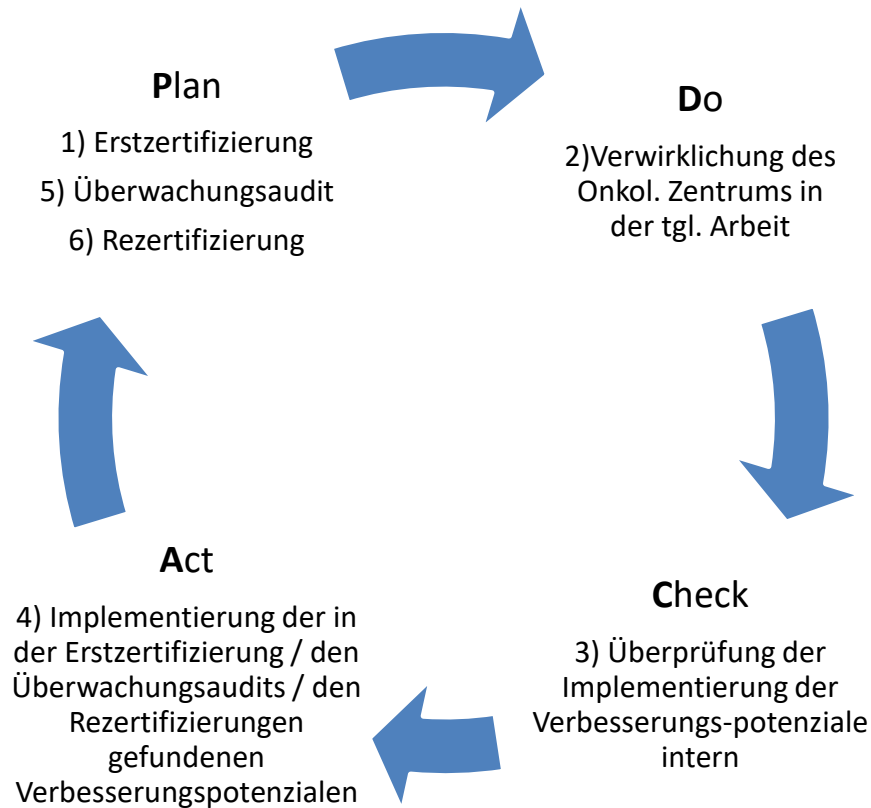 Plan
1) Erstzertifizierung
5) Überwachungsaudit
6) Rezertifizierung
Do
2)Verwirklichung des
Onkol. Zentrums in
der tgl. Arbeit
Check
3) Überprüfung der
Implementierung der
Verbesserungs-potenziale
intern
Act
4) Implementierung der in
der Erstzertifizierung / den
Überwachungsaudits / den
Rezertifizierungen
gefundenen
Verbesserungspotenzialen